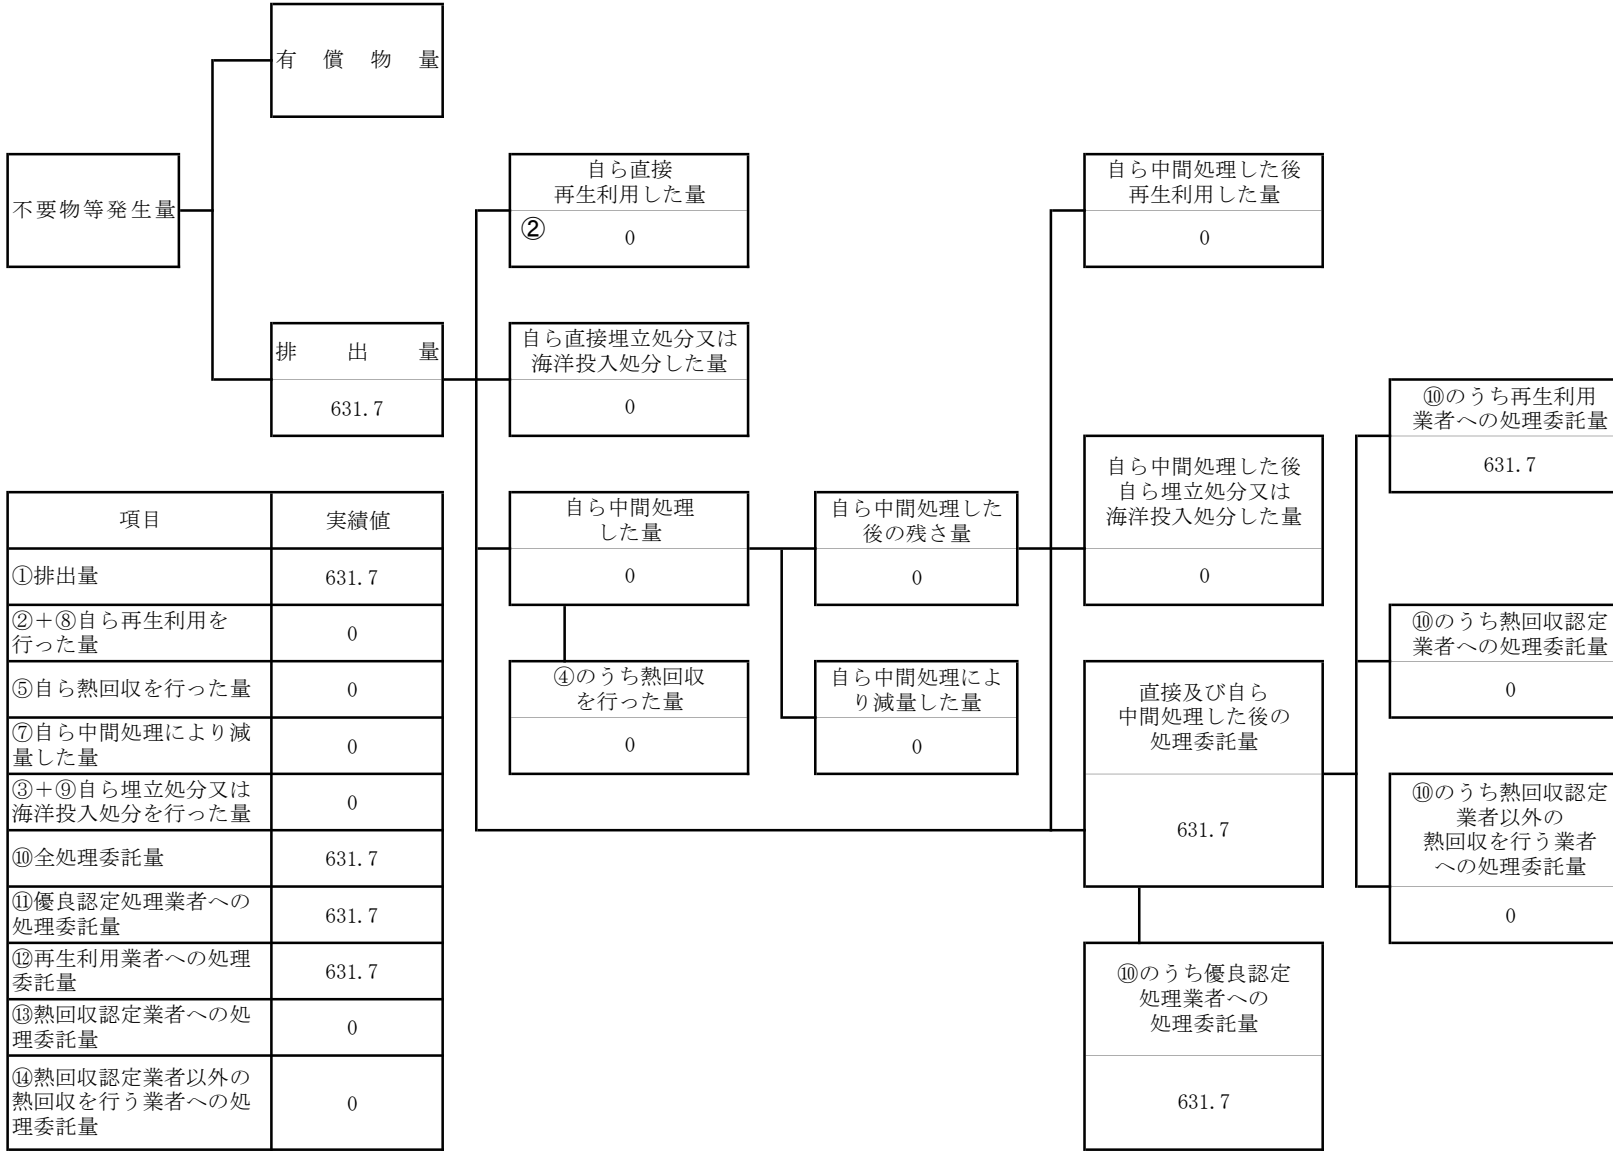 有償物量
不要物等発生量
自ら直接
再生利用した量
②
0
自ら中間処理した後
再生利用した量
0
排出量
631.7
自ら直接埋立処分又は
海洋投入処分した量
0
⑩のうち再生利用
業者への処理委託量
631.7
自ら中間処理
した量
0
自ら中間処理した
後の残さ量
0
自ら中間処理した後
自ら埋立処分又は
海洋投入処分した量
0
④のうち熱回収
を行った量
0
自ら中間処理によ
り減量した量
0
直接及び自ら
中間処理した後の
処理委託量
631.7
⑩のうち熱回収認定
業者への処理委託量
0
⑩のうち熱回収認定
業者以外の
熱回収を行う業者
への処理委託量
0
⑩のうち優良認定
処理業者への
処理委託量
631.7
項目 実績値
①排出量 631.7
②＋⑧自ら再生利用を
行った量 0
⑤自ら熱回収を行った量 0
⑦自ら中間処理により減
量した量 0
③＋⑨自ら埋立処分又は
海洋投入処分を行った量 0
⑩全処理委託量 631.7
⑪優良認定処理業者への
処理委託量 631.7
⑫再生利用業者への処理
委託量 631.7
⑬熱回収認定業者への処
理委託量 0
⑭熱回収認定業者以外の
熱回収を行う業者への処
理委託量 0